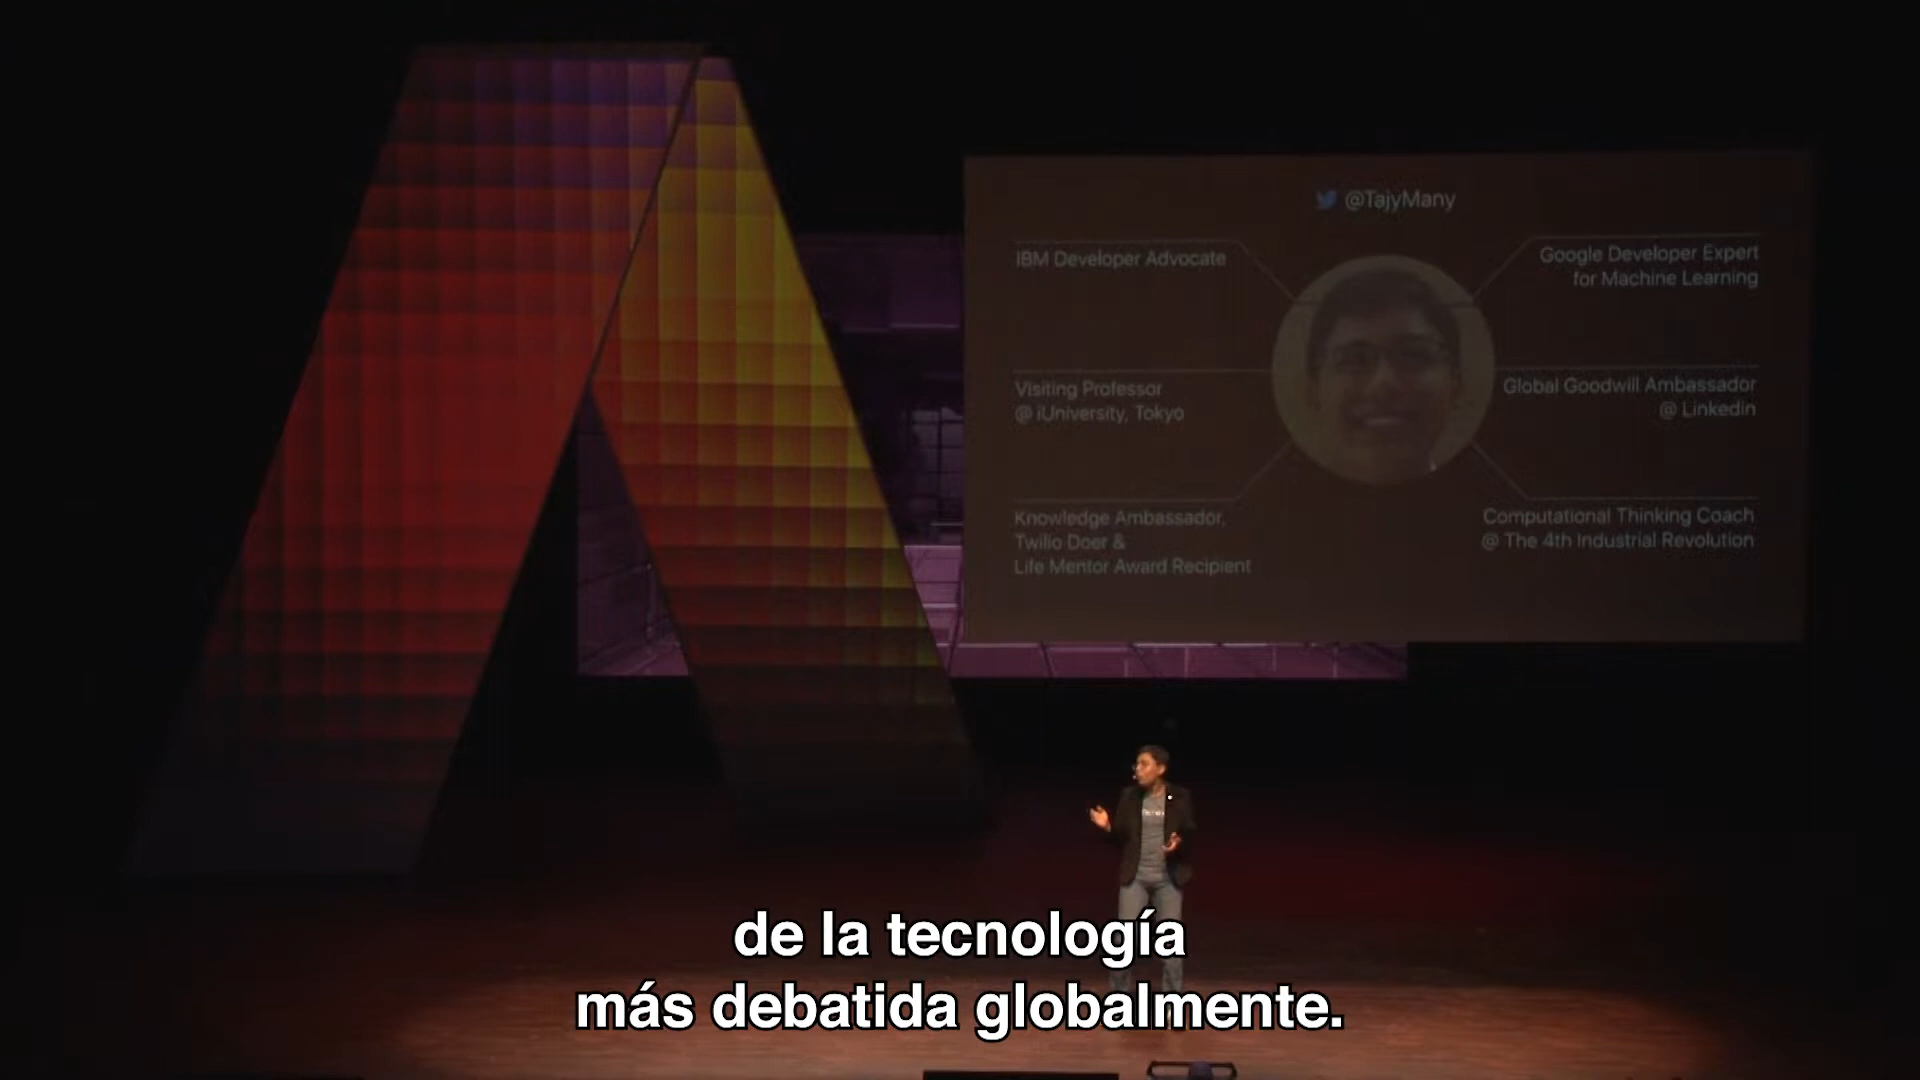 @TajyMany
IBM Developer Advocate
Google Developer Expert
for Machine Learning
Visiting Professor
@ iUniversity, Tokyo
Global Goodwill Ambassador
@ Linkedin
Knowledge Ambassador,
Twilio Doer &
Life Mentor Award Recipient
Computational Thinking Coach
@ The 4th Industrial Revolution
de la tecnología
más debatida globalmente.